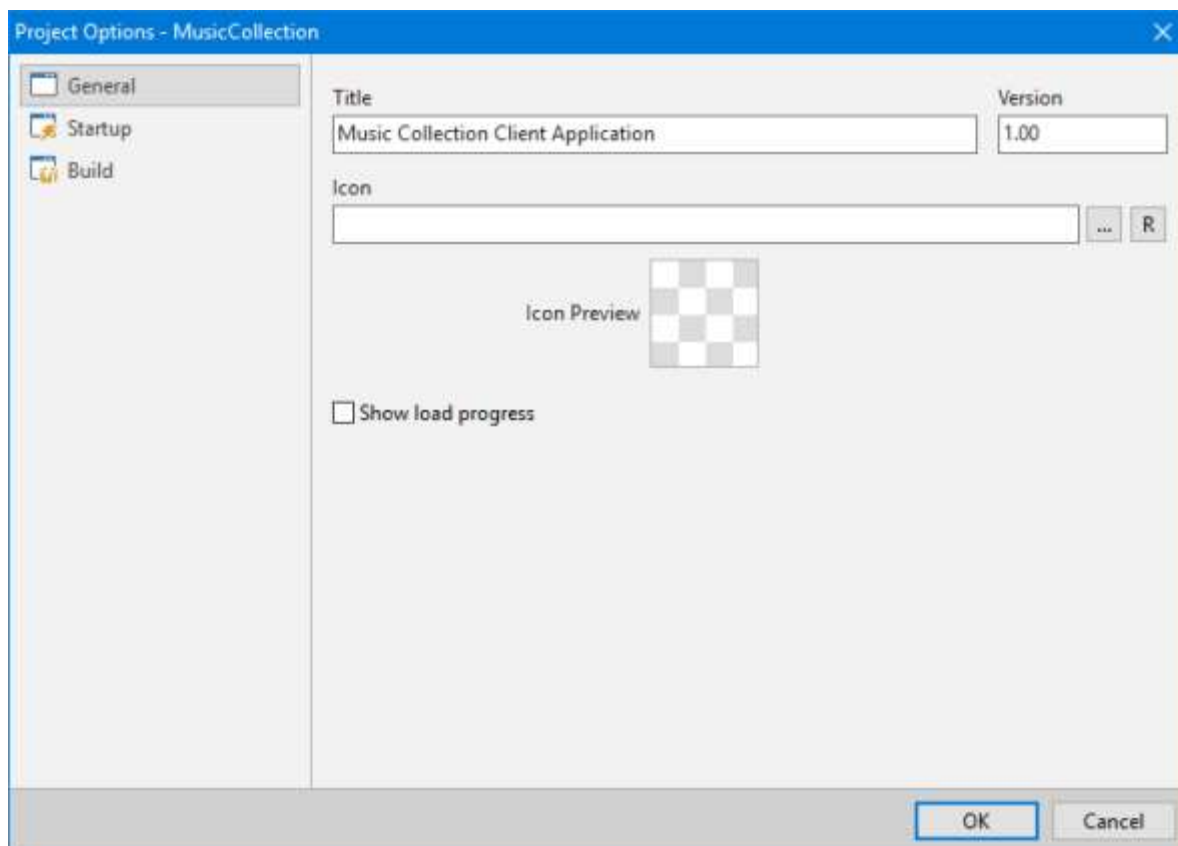 Project Options - MusicCollection
General
Startup
Build
Title
Version
Music Collection Client Application
1.00
Icon
...
R
Icon Preview
Show load progress
OK
Cancel